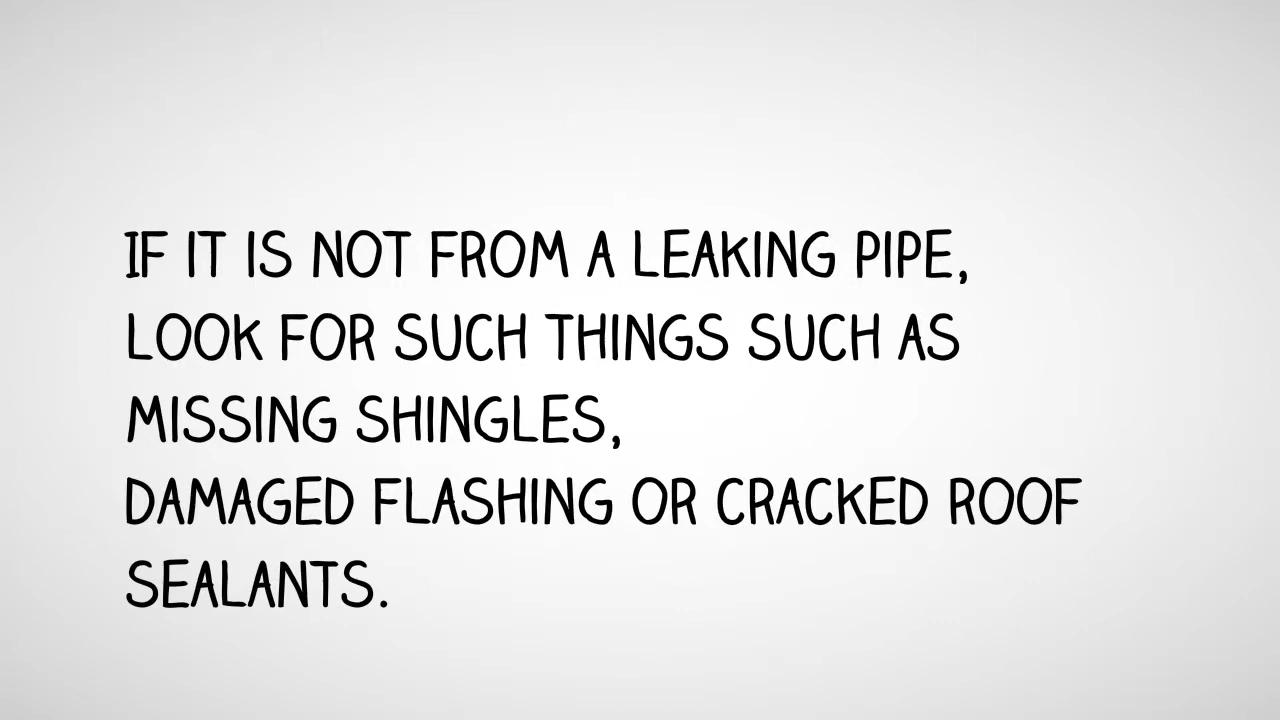 IF IT IS NOT FROM A LEAKING PIPE,
LOOK FOR SUCH THINGS SUCH AS
MISSING SHINGLES,
DAMAGED FLASHING OR CRACKED ROOF
SEALANTS.